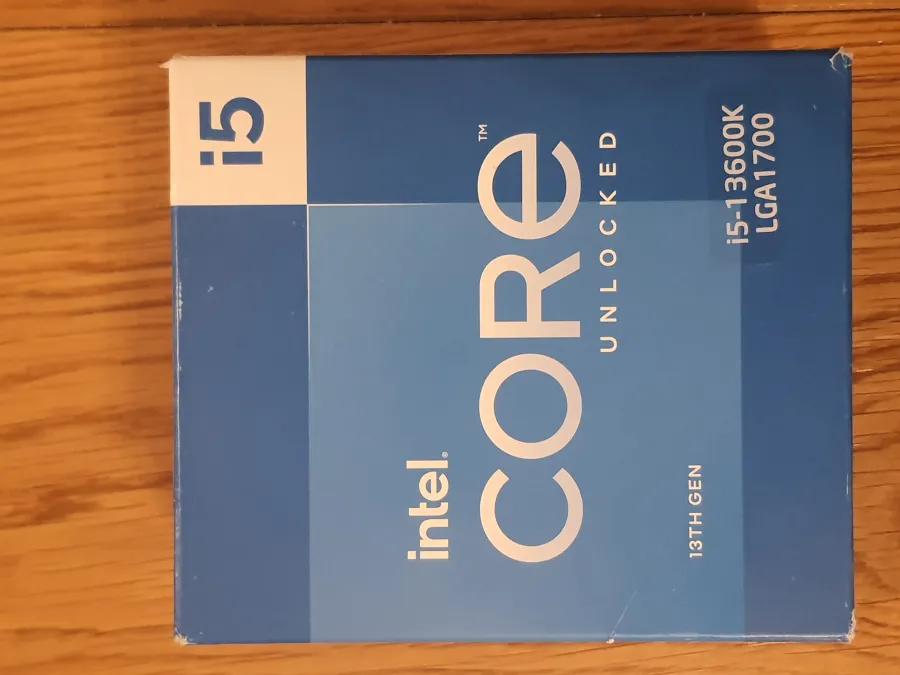 i5
intel®
CORe™
UNLOCKED
13TH GEN
i5-13600K
LGA1700